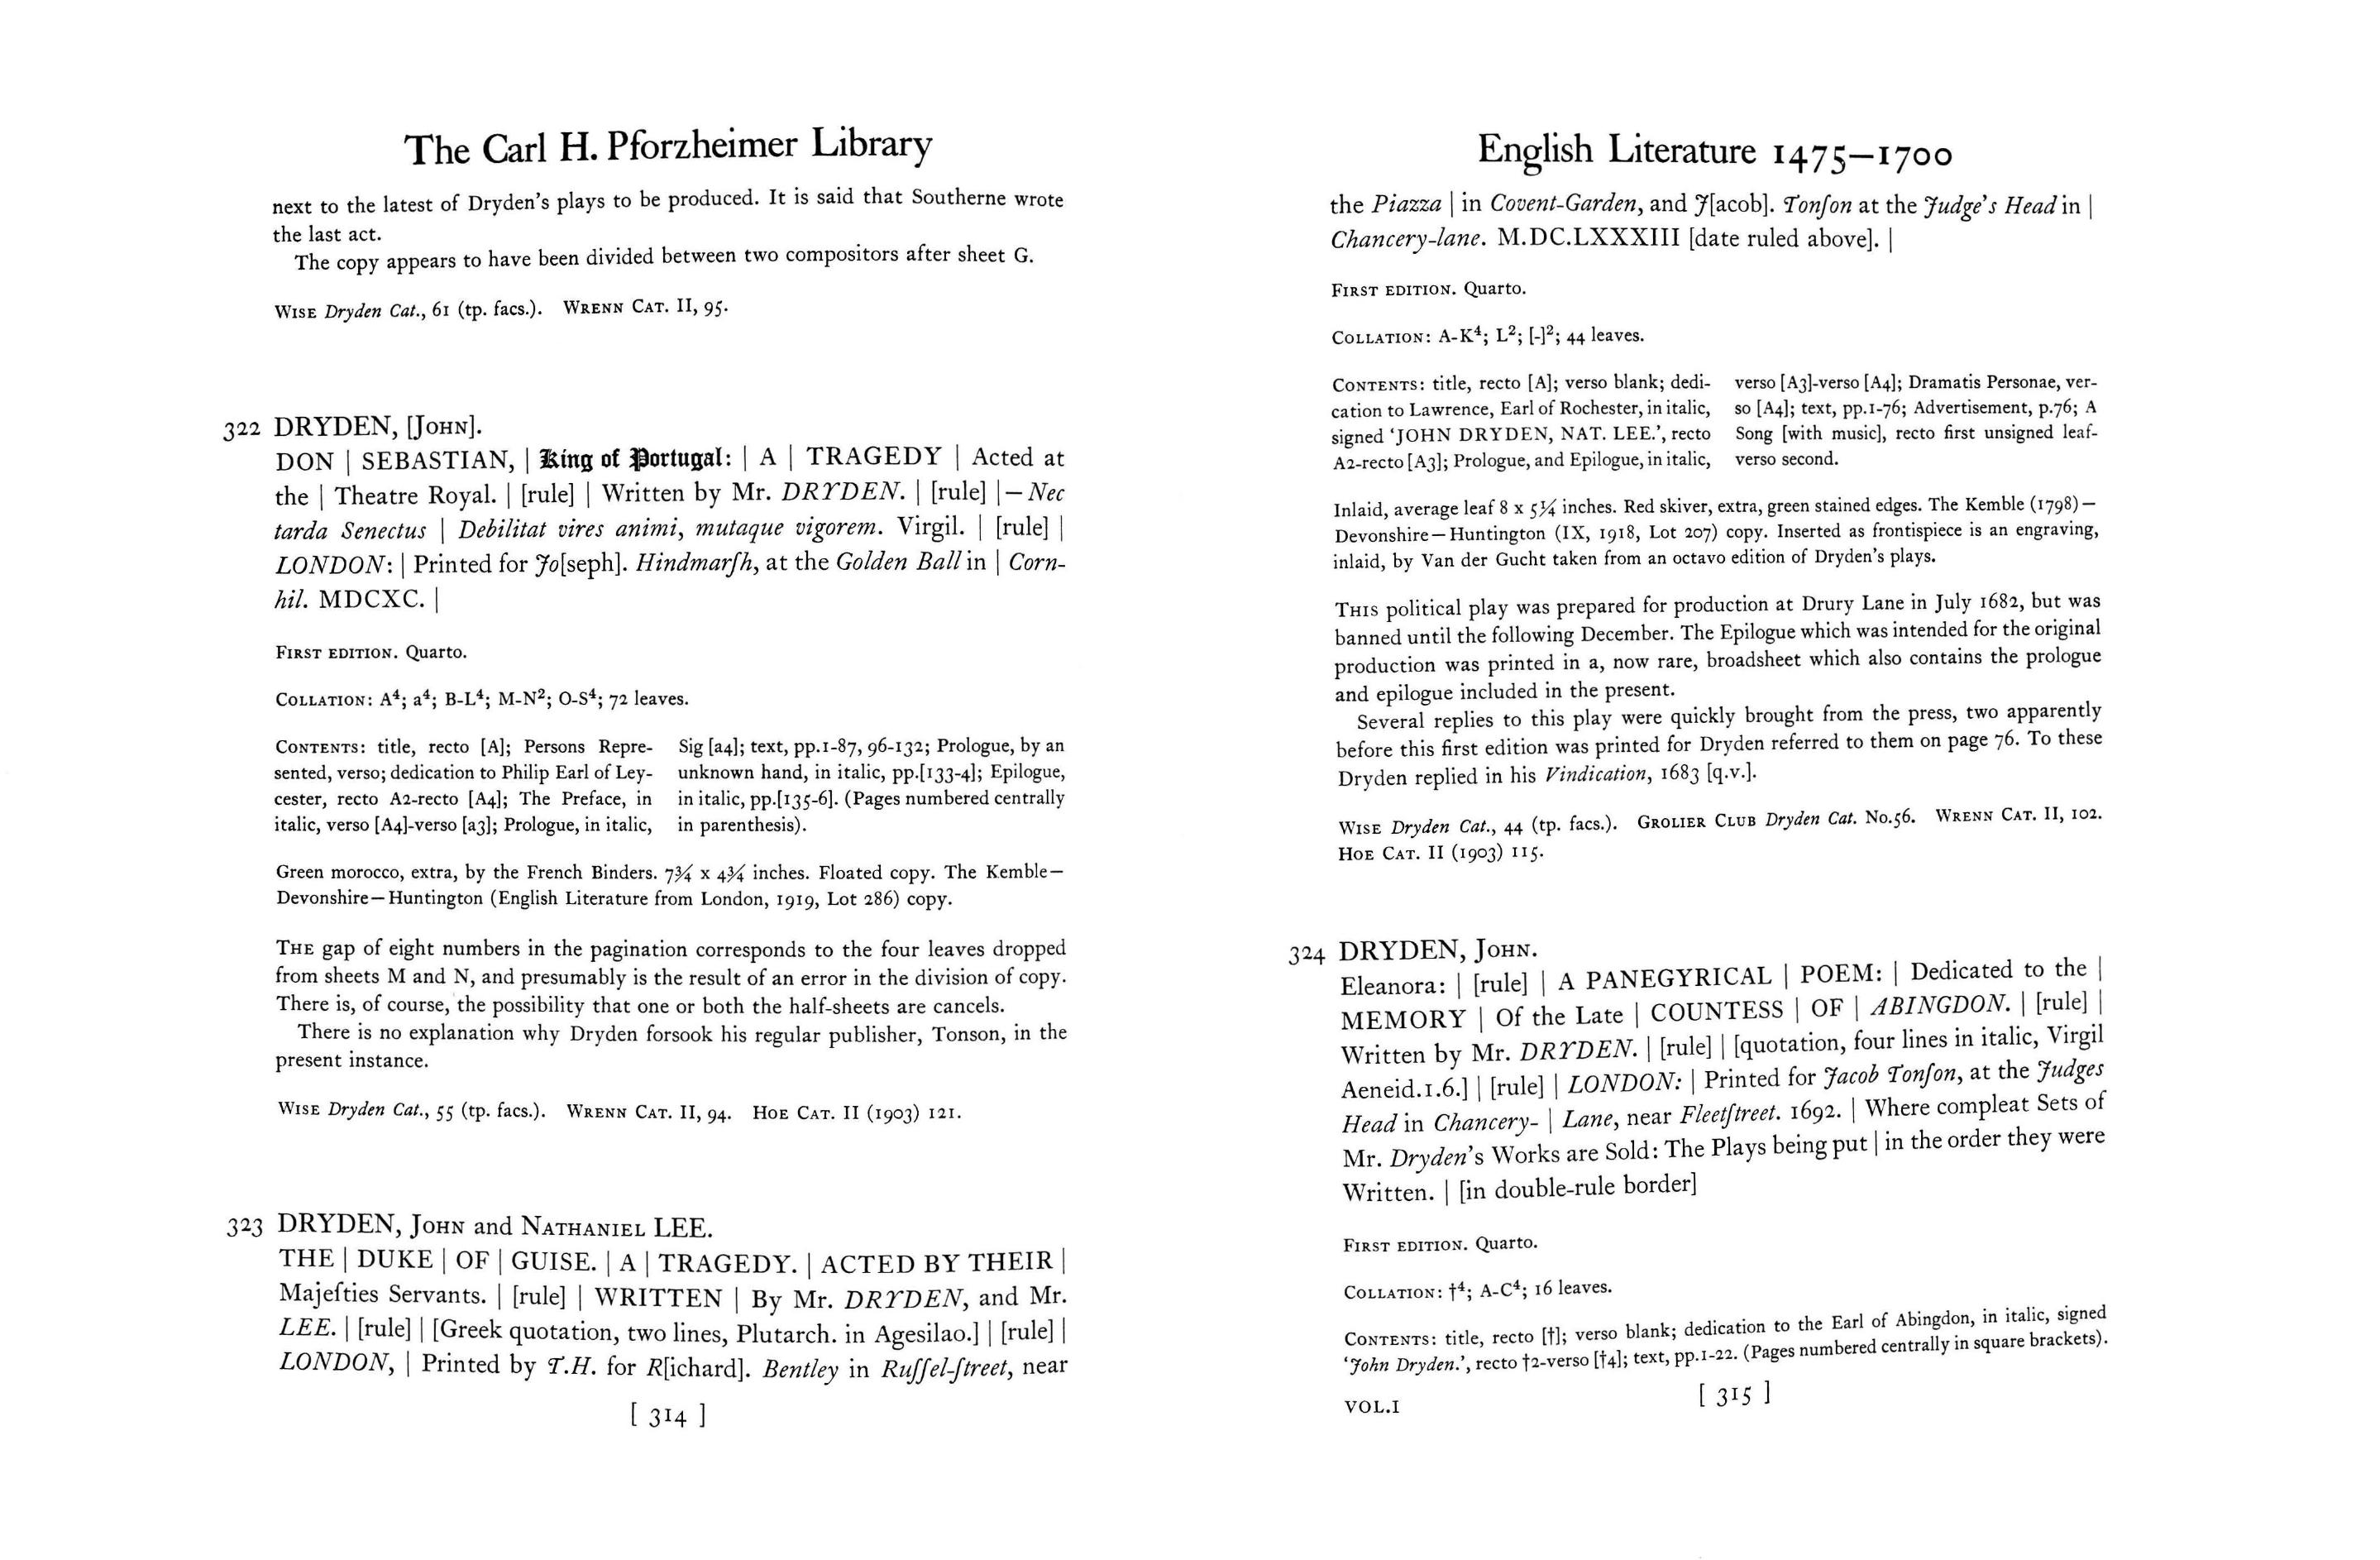 The Carl H. Pforzheimer Library
next to the latest of Dryden's plays to be produced. It is said that Southerne wrote
the last act.
The copy appears to have been divided between two compositors after sheet G.
WISE Dryden Cat., 61 (tp. facs.). WRENN CAT. II, 95.
322 DRYDEN, [JOHN].
DON | SEBASTIAN, | King of Portugal: | A | TRAGEDY | Acted at
the | Theatre Royal. | [rule] | Written by Mr. DRYDEN. | [rule] |—Nec
tarda Senectus | Debilitat vires animi, mutaque vigorem. Virgil. | [rule] |
LONDON: | Printed for Jo[seph]. Hindmarſh, at the Golden Ball in | Corn-
hil. MDCXC. |
FIRST EDITION. Quarto.
COLLATION: A⁴; a⁴; B-L⁴; M-N²; O-S⁴; 72 leaves.
CONTENTS: title, recto [A]; Persons Repre-
sented, verso; dedication to Philip Earl of Ley-
cester, recto A2-recto [A4]; The Preface, in
italic, verso [A4]-verso [a3]; Prologue, in italic,
Sig [a4]; text, pp.1-87, 96-132; Prologue, by an
unknown hand, in italic, pp.[133-4]; Epilogue,
in italic, pp.[135-6]. (Pages numbered centrally
in parenthesis).
Green morocco, extra, by the French Binders. 7¾ x 4¾ inches. Floated copy. The Kemble—
Devonshire—Huntington (English Literature from London, 1919, Lot 286) copy.
THE gap of eight numbers in the pagination corresponds to the four leaves dropped
from sheets M and N, and presumably is the result of an error in the division of copy.
There is, of course, the possibility that one or both the half-sheets are cancels.
There is no explanation why Dryden forsook his regular publisher, Tonson, in the
present instance.
WISE Dryden Cat., 55 (tp. facs.). WRENN CAT. II, 94. HOE CAT. II (1903) 121.
323 DRYDEN, JOHN and NATHANIEL LEE.
THE | DUKE | OF | GUISE. | A | TRAGEDY. | ACTED BY THEIR |
Majeſties Servants. | [rule] | WRITTEN | By Mr. DRYDEN, and Mr.
LEE. | [rule] | [Greek quotation, two lines, Plutarch. in Agesilao.] | [rule] |
LONDON, | Printed by T.H. for R[ichard]. Bentley in Ruſſel-ſtreet, near
[ 314 ]
English Literature 1475—1700
the Piazza | in Covent-Garden, and J[acob]. Tonſon at the Judge's Head in |
Chancery-lane. M.DC.LXXXIII [date ruled above]. |
FIRST EDITION. Quarto.
COLLATION: A-K⁴; L²; [-]²; 44 leaves.
CONTENTS: title, recto [A]; verso blank; dedi-
cation to Lawrence, Earl of Rochester, in italic,
signed 'JOHN DRYDEN, NAT. LEE.', recto
A2-recto [A3]; Prologue, and Epilogue, in italic,
verso [A3]-verso [A4]; Dramatis Personae, ver-
so [A4]; text, pp.1-76; Advertisement, p.76; A
Song [with music], recto first unsigned leaf-
verso second.
Inlaid, average leaf 8 x 5¼ inches. Red skiver, extra, green stained edges. The Kemble (1798)—
Devonshire—Huntington (IX, 1918, Lot 207) copy. Inserted as frontispiece is an engraving,
inlaid, by Van der Gucht taken from an octavo edition of Dryden's plays.
THIS political play was prepared for production at Drury Lane in July 1682, but was
banned until the following December. The Epilogue which was intended for the original
production was printed in a, now rare, broadsheet which also contains the prologue
and epilogue included in the present.
Several replies to this play were quickly brought from the press, two apparently
before this first edition was printed for Dryden referred to them on page 76. To these
Dryden replied in his Vindication, 1683 [q.v.].
WISE Dryden Cat., 44 (tp. facs.). GROLIER CLUB Dryden Cat. No.56. WRENN CAT. II, 102.
HOE CAT. II (1903) 115.
324 DRYDEN, JOHN.
Eleanora: | [rule] | A PANEGYRICAL | POEM: | Dedicated to the |
MEMORY | Of the Late | COUNTESS | OF | ABINGDON. | [rule] |
Written by Mr. DRYDEN. | [rule] | [quotation, four lines in italic, Virgil
Aeneid.1.6.] | [rule] | LONDON: | Printed for Jacob Tonſon, at the Judges
Head in Chancery- | Lane, near Fleetſtreet. 1692. | Where compleat Sets of
Mr. Dryden's Works are Sold: The Plays being put | in the order they were
Written. | [in double-rule border]
FIRST EDITION. Quarto.
COLLATION: †⁴; A-C⁴; 16 leaves.
CONTENTS: title, recto [†]; verso blank; dedication to the Earl of Abingdon, in italic, signed
'John Dryden.', recto †2-verso [†4]; text, pp.1-22. (Pages numbered centrally in square brackets).
VOL.I
[ 315 ]